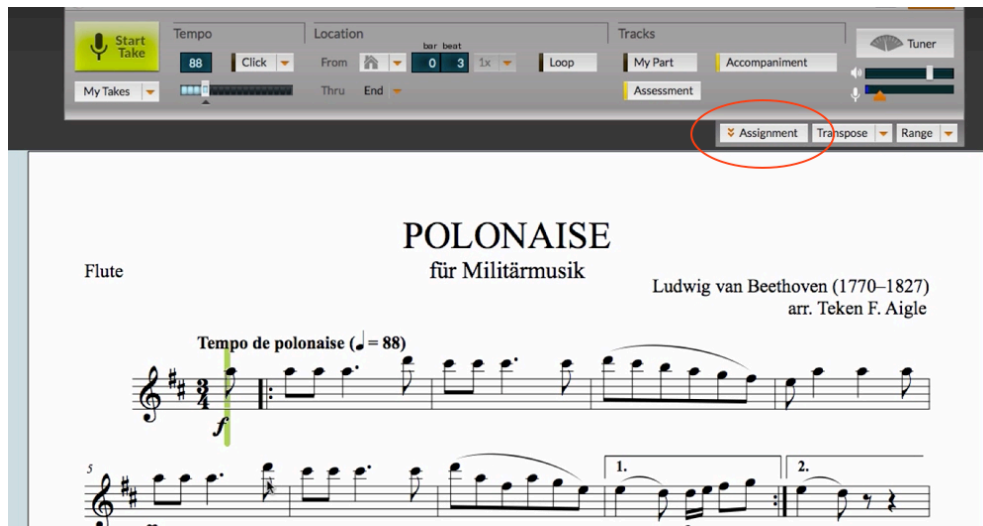 Start
Take
My Takes
Tempo
88
Click
Location
bar beat
From
0 3
1x
Loop
Thru
End
Tracks
My Part
Accompaniment
Assessment
Tuner
Assignment
Transpose
Range
POLONAISE
für Militärmusik
Flute
Ludwig van Beethoven (1770–1827)
arr. Teken F. Aigle
Tempo de polonaise (♩ = 88)
3
4
f
5
1.
2.